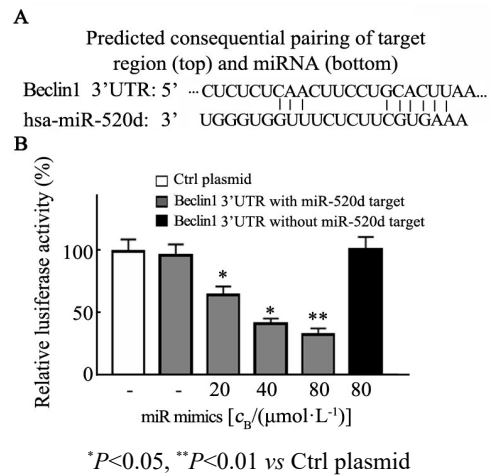 A
Predicted consequential pairing of target
region (top) and miRNA (bottom)
Beclin1 3'UTR: 5' ···CUCUCUCAACUUCCUGCACUUAA...
hsa-miR-520d: 3' UGGGUGGUUUCUCUUCGUGAAA
B
Ctrl plasmid
Beclin1 3'UTR with miR-520d target
Beclin1 3'UTR without miR-520d target
Relative lusiferase activity (%)
100
50
0
* * **
- - 20 40 80 80
miR mimics [cB/(μmol·L⁻¹)]
*P<0.05, **P<0.01 vs Ctrl plasmid